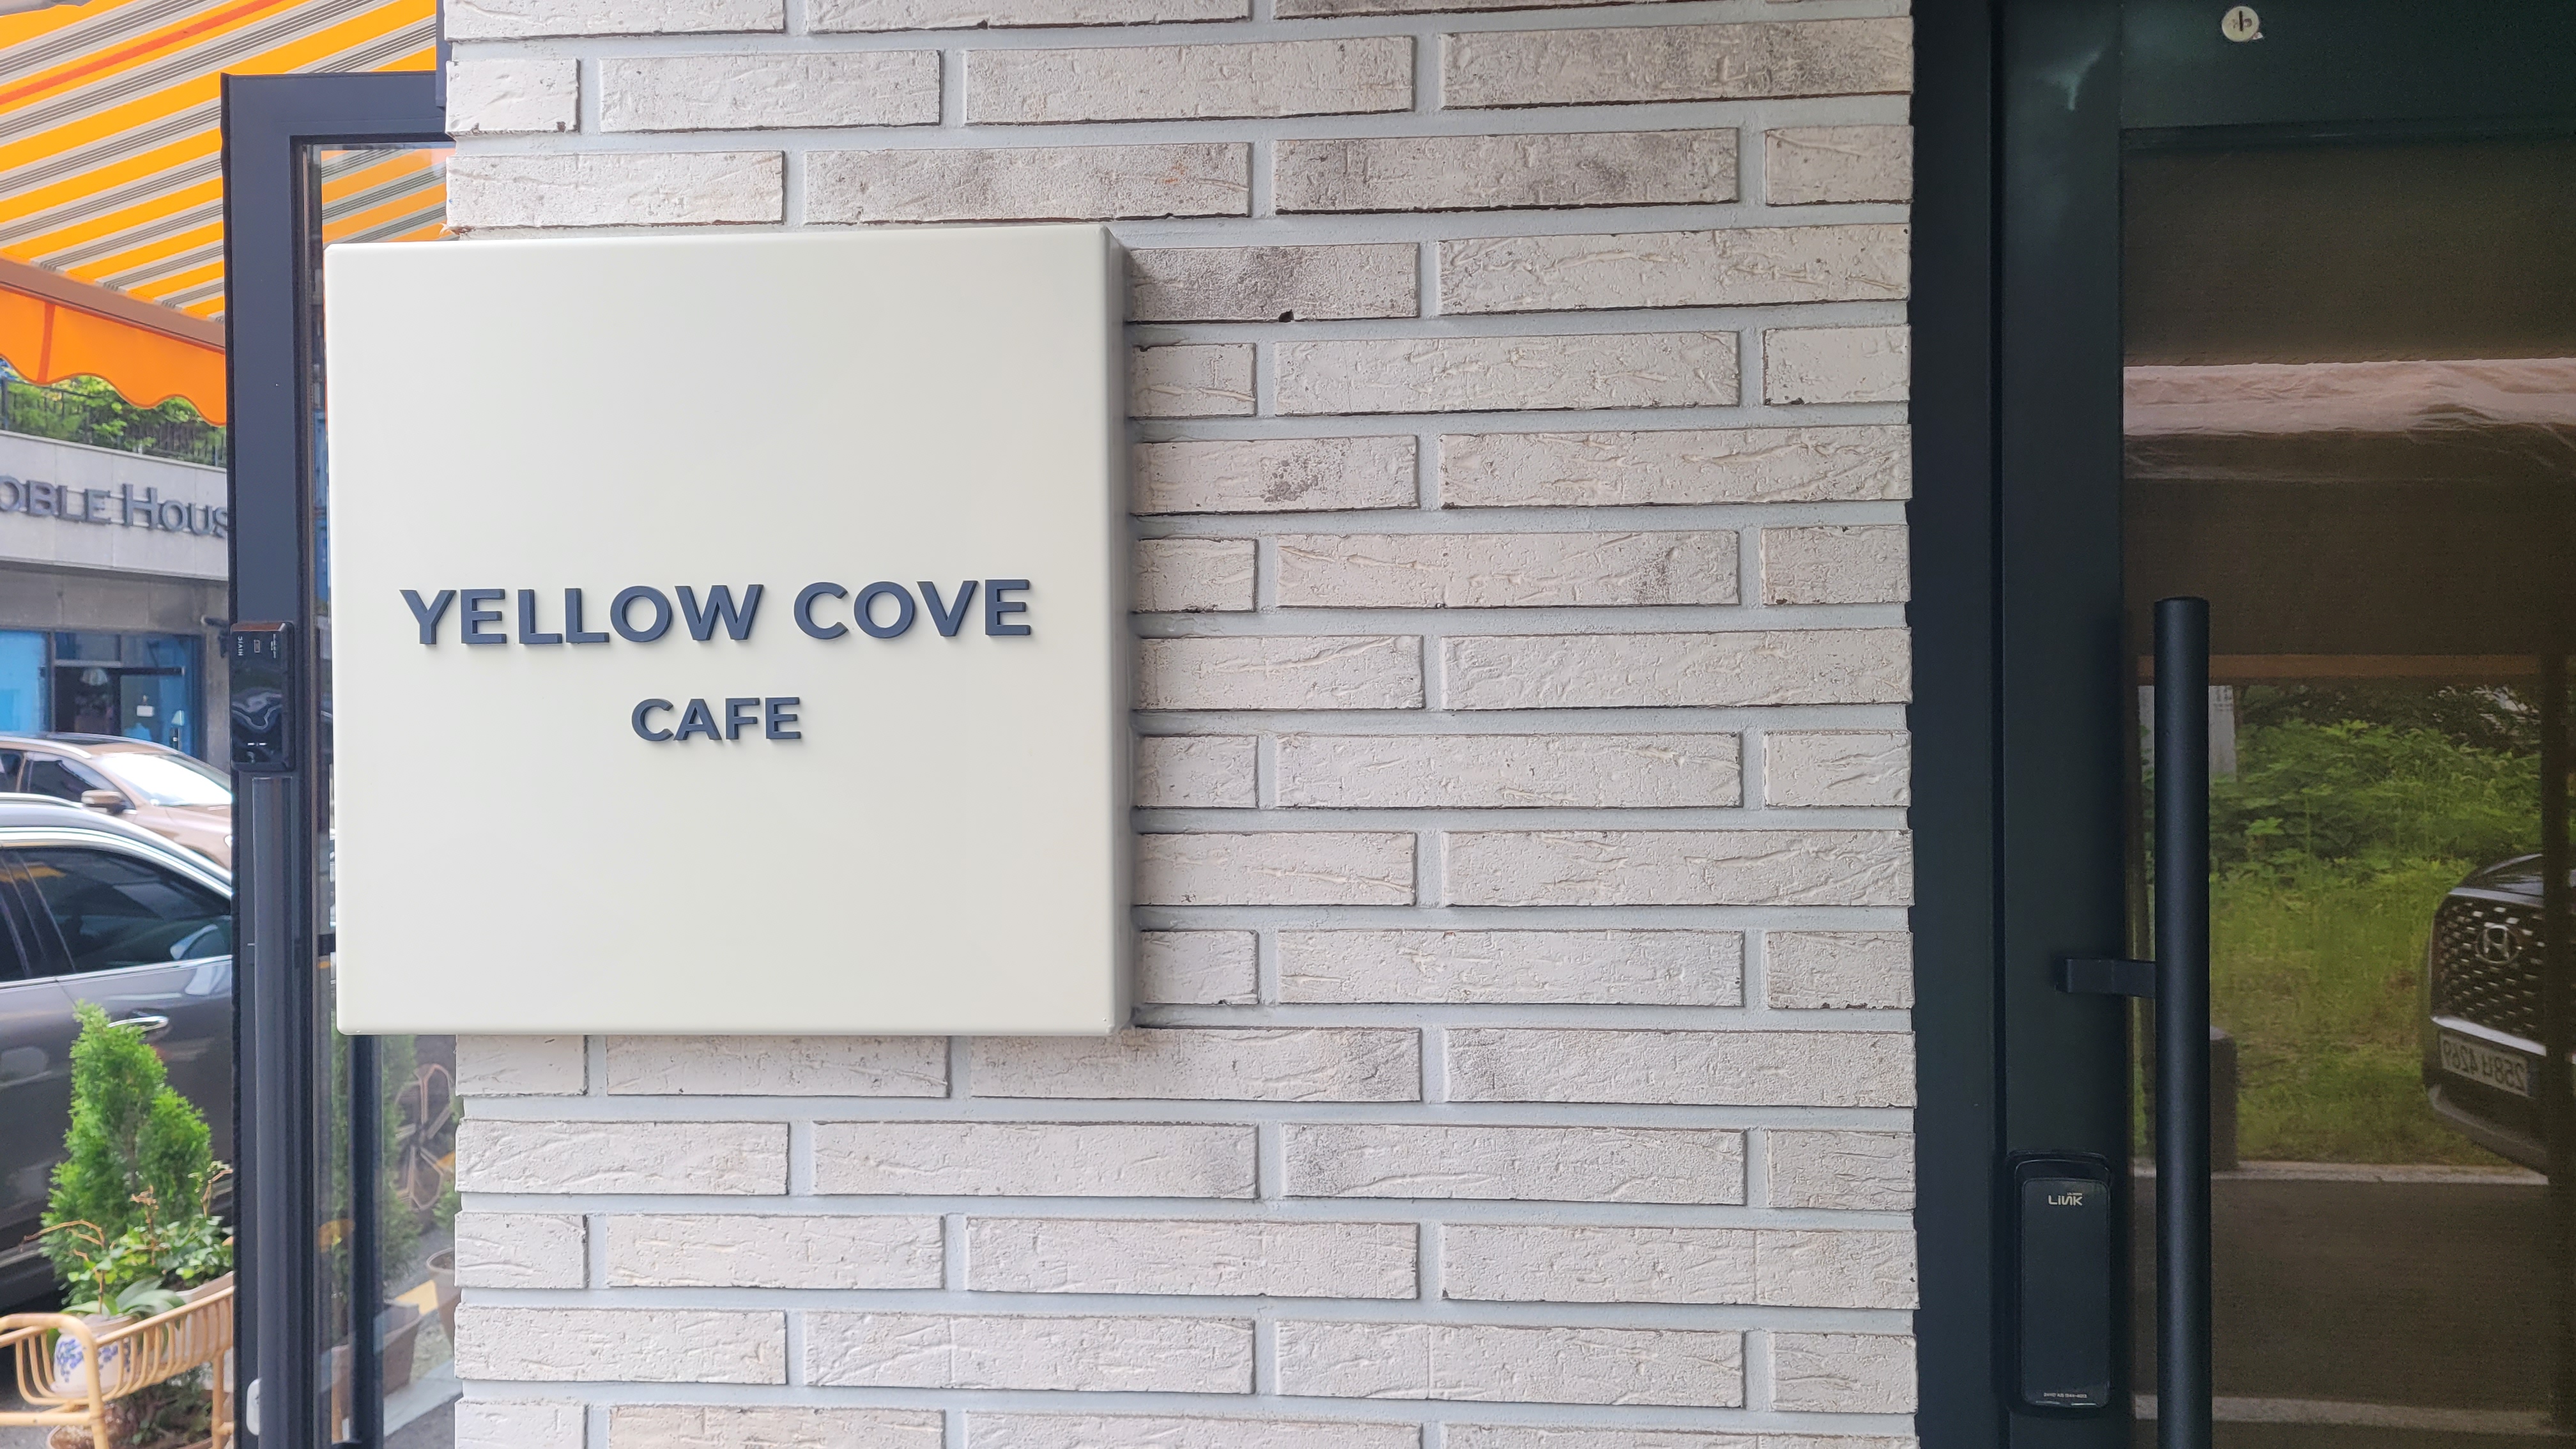 OBLE HOUS
YELLOW COVE
CAFE
LINK